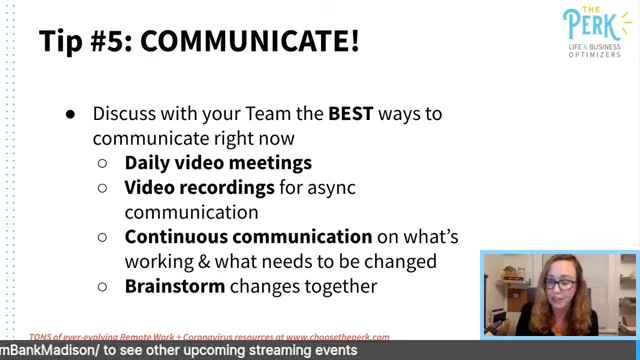 Tip #5: COMMUNICATE!
THE
PERK
LIFE & BUSINESS
OPTIMIZERS
● Discuss with your Team the BEST ways to
communicate right now
○ Daily video meetings
○ Video recordings for async
communication
○ Continuous communication on what's
working & what needs to be changed
○ Brainstorm changes together
TONS of ever-evolving Remote Work + Coronavirus resources at www.choosetheperk.com
mBankMadison/ to see other upcoming streaming events